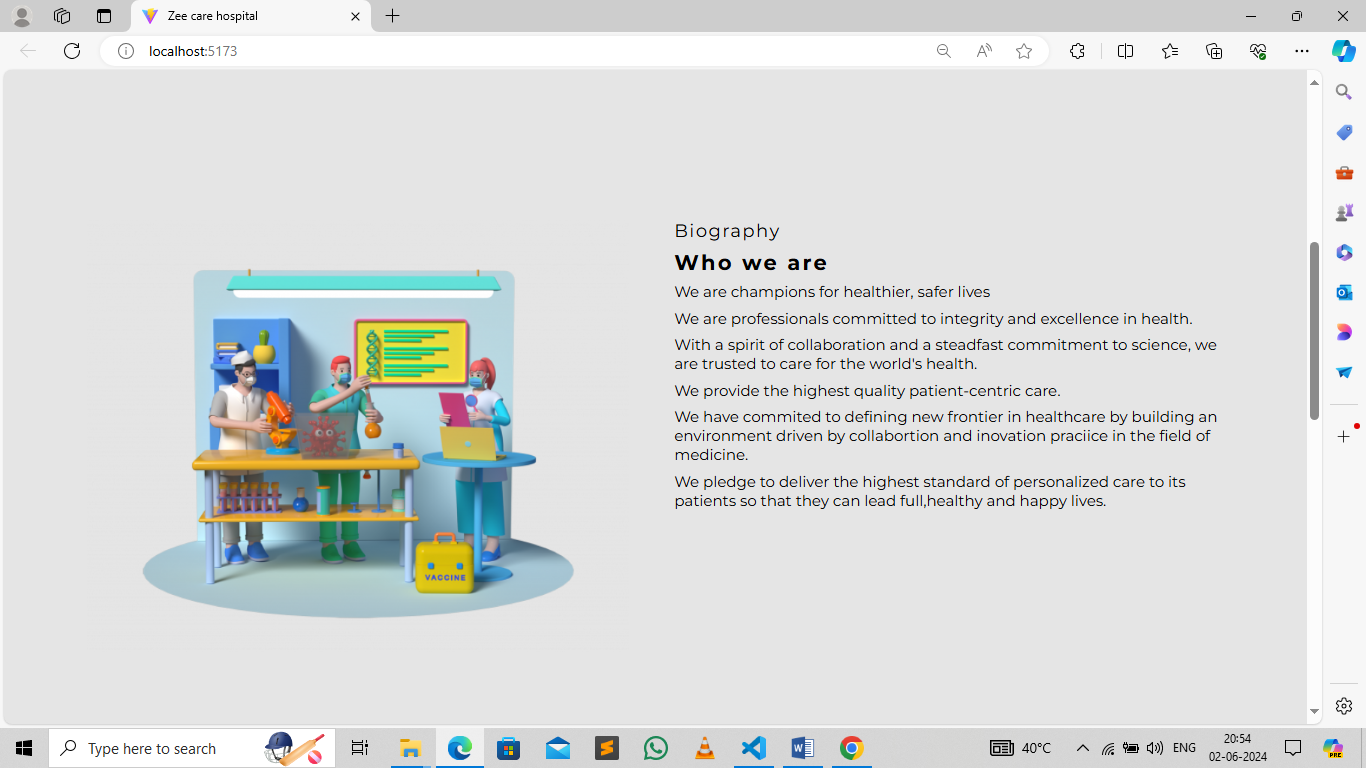 Zee care hospital
localhost:5173
Biography
Who we are
We are champions for healthier, safer lives
We are professionals committed to integrity and excellence in health.
With a spirit of collaboration and a steadfast commitment to science, we
are trusted to care for the world's health.
We provide the highest quality patient-centric care.
We have commited to defining new frontier in healthcare by building an
environment driven by collabortion and inovation praciice in the field of
medicine.
We pledge to deliver the highest standard of personalized care to its
patients so that they can lead full,healthy and happy lives.
VACCINE
Type here to search
40°C
ENG
20:54
02-06-2024
PRE